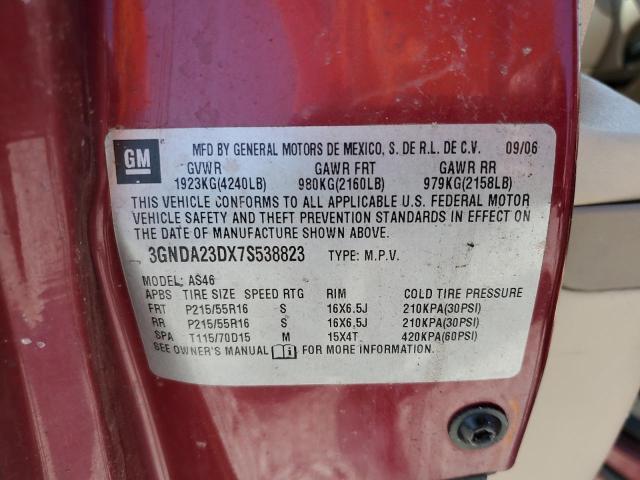 GM
MFD BY GENERAL MOTORS DE MEXICO, S. DE R.L. DE C.V. 09/06
GVWR GAWR FRT GAWR RR
1923KG(4240LB) 980KG(2160LB) 979KG(2158LB)
THIS VEHICLE CONFORMS TO ALL APPLICABLE U.S. FEDERAL MOTOR
VEHICLE SAFETY AND THEFT PREVENTION STANDARDS IN EFFECT ON
THE DATE OF MANUFACTURE SHOWN ABOVE.
3GNDA23DX7S538823 TYPE: M.P.V.
MODEL: AS46
APBS TIRE SIZE SPEED RTG RIM COLD TIRE PRESSURE
FRT P215/55R16 S 16X6.5J 210KPA(30PSI)
RR P215/55R16 S 16X6.5J 210KPA(30PSI)
SPA T115/70D15 M 15X4T 420KPA(60PSI)
SEE OWNER'S MANUAL FOR MORE INFORMATION.